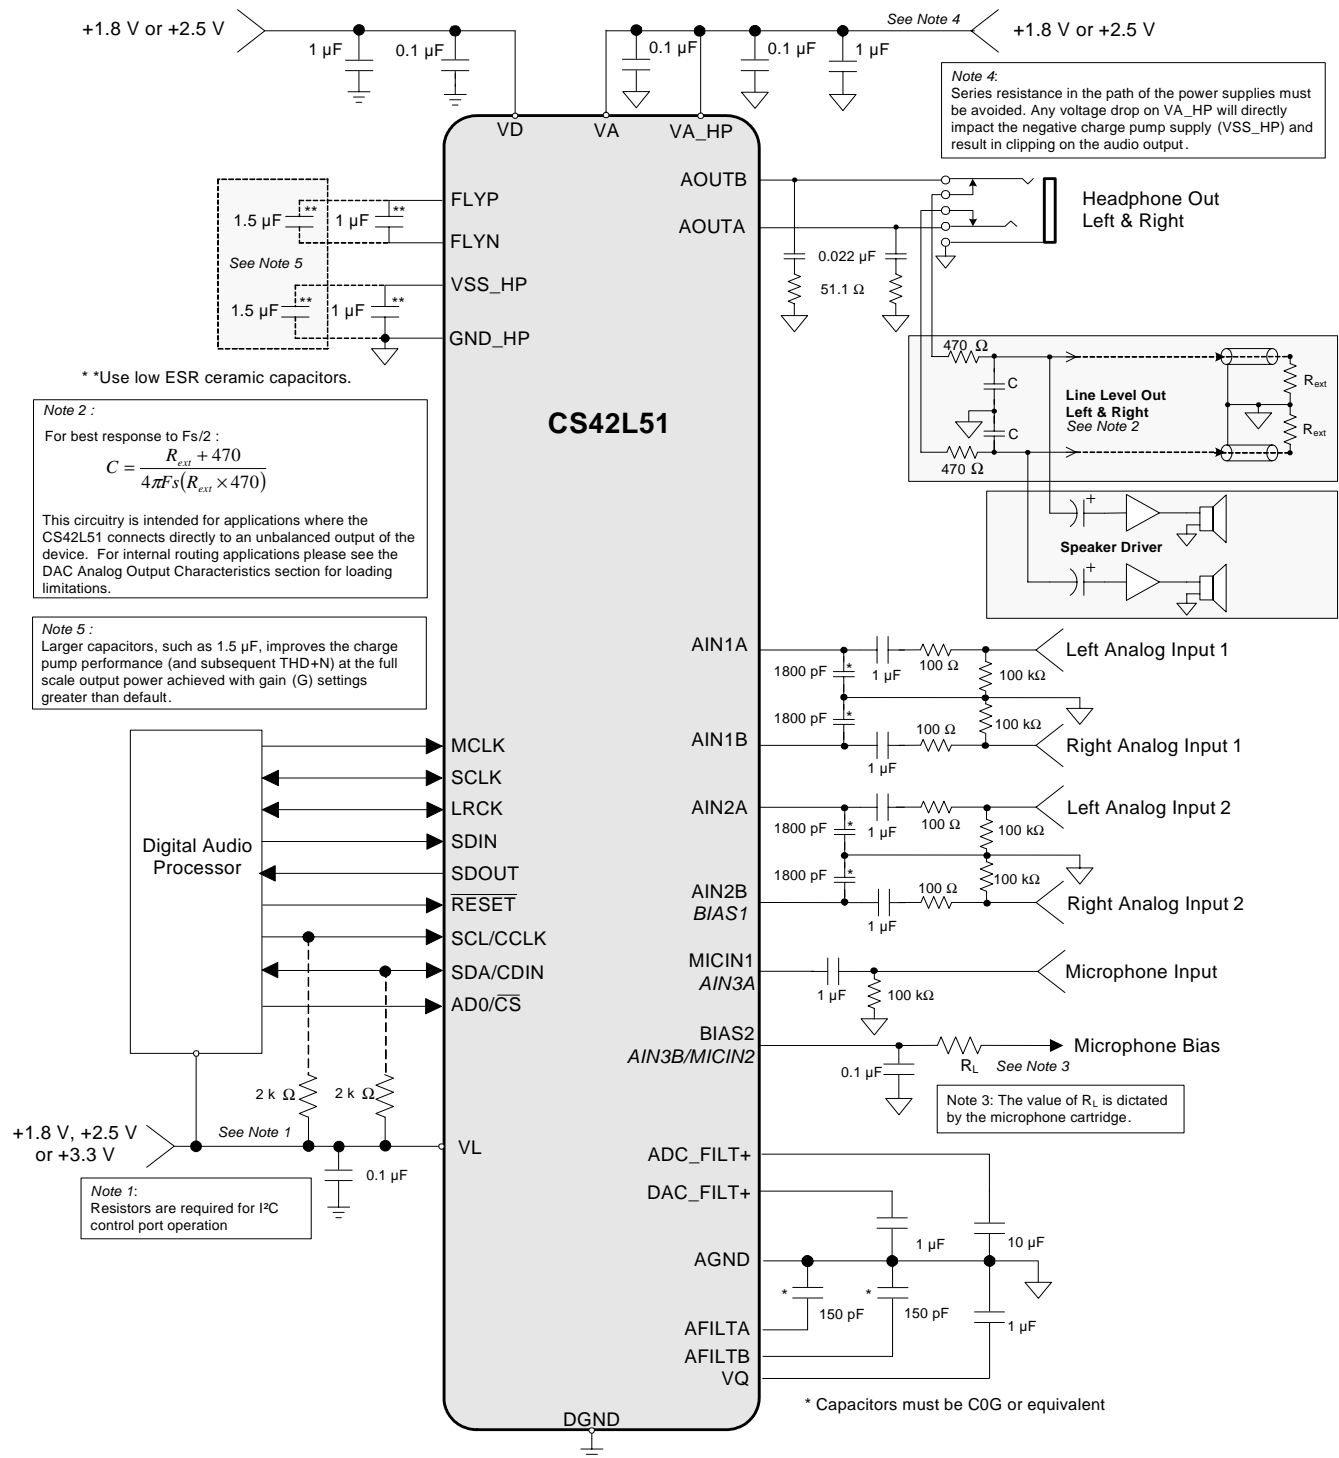 +1.8 V or +2.5 V
1 µF
0.1 µF
0.1 µF
0.1 µF
1 µF
See Note 4
+1.8 V or +2.5 V
Note 4:
Series resistance in the path of the power supplies must
be avoided. Any voltage drop on VA_HP will directly
impact the negative charge pump supply (VSS_HP) and
result in clipping on the audio output.
VD
VA
VA_HP
FLYP
FLYN
VSS_HP
GND_HP
1.5 µF
**
1 µF
**
See Note 5
1.5 µF
**
1 µF
**
* *Use low ESR ceramic capacitors.
AOUTB
AOUTA
Headphone Out
Left & Right
0.022 µF
51.1 Ω
CS42L51
470 Ω
C
C
470 Ω
Line Level Out
Left & Right
See Note 2
Rext
Rext
+
Speaker Driver
+
Note 2 :
For best response to Fs/2 :
C = (Rext + 470) / (4πFs(Rext × 470))
This circuitry is intended for applications where the
CS42L51 connects directly to an unbalanced output of the
device. For internal routing applications please see the
DAC Analog Output Characteristics section for loading
limitations.
Note 5 :
Larger capacitors, such as 1.5 µF, improves the charge
pump performance (and subsequent THD+N) at the full
scale output power achieved with gain (G) settings
greater than default.
AIN1A
1800 pF
*
1 µF
100 Ω
100 kΩ
Left Analog Input 1
1800 pF
*
100 Ω
100 kΩ
AIN1B
1 µF
Right Analog Input 1
AIN2A
1800 pF
*
1 µF
100 Ω
100 kΩ
Left Analog Input 2
1800 pF
*
100 Ω
100 kΩ
AIN2B
BIAS1
1 µF
Right Analog Input 2
MICIN1
AIN3A
1 µF
100 kΩ
Microphone Input
BIAS2
AIN3B/MICIN2
0.1 µF
RL
See Note 3
Microphone Bias
Note 3: The value of RL is dictated
by the microphone cartridge.
Digital Audio
Processor
MCLK
SCLK
LRCK
SDIN
SDOUT
RESET
SCL/CCLK
SDA/CDIN
AD0/CS
2 k Ω
2 k Ω
+1.8 V, +2.5 V
or +3.3 V
See Note 1
VL
0.1 µF
Note 1:
Resistors are required for I²C
control port operation
ADC_FILT+
DAC_FILT+
1 µF
10 µF
AGND
*
150 pF
*
150 pF
1 µF
AFILTA
AFILTB
VQ
* Capacitors must be C0G or equivalent
DGND